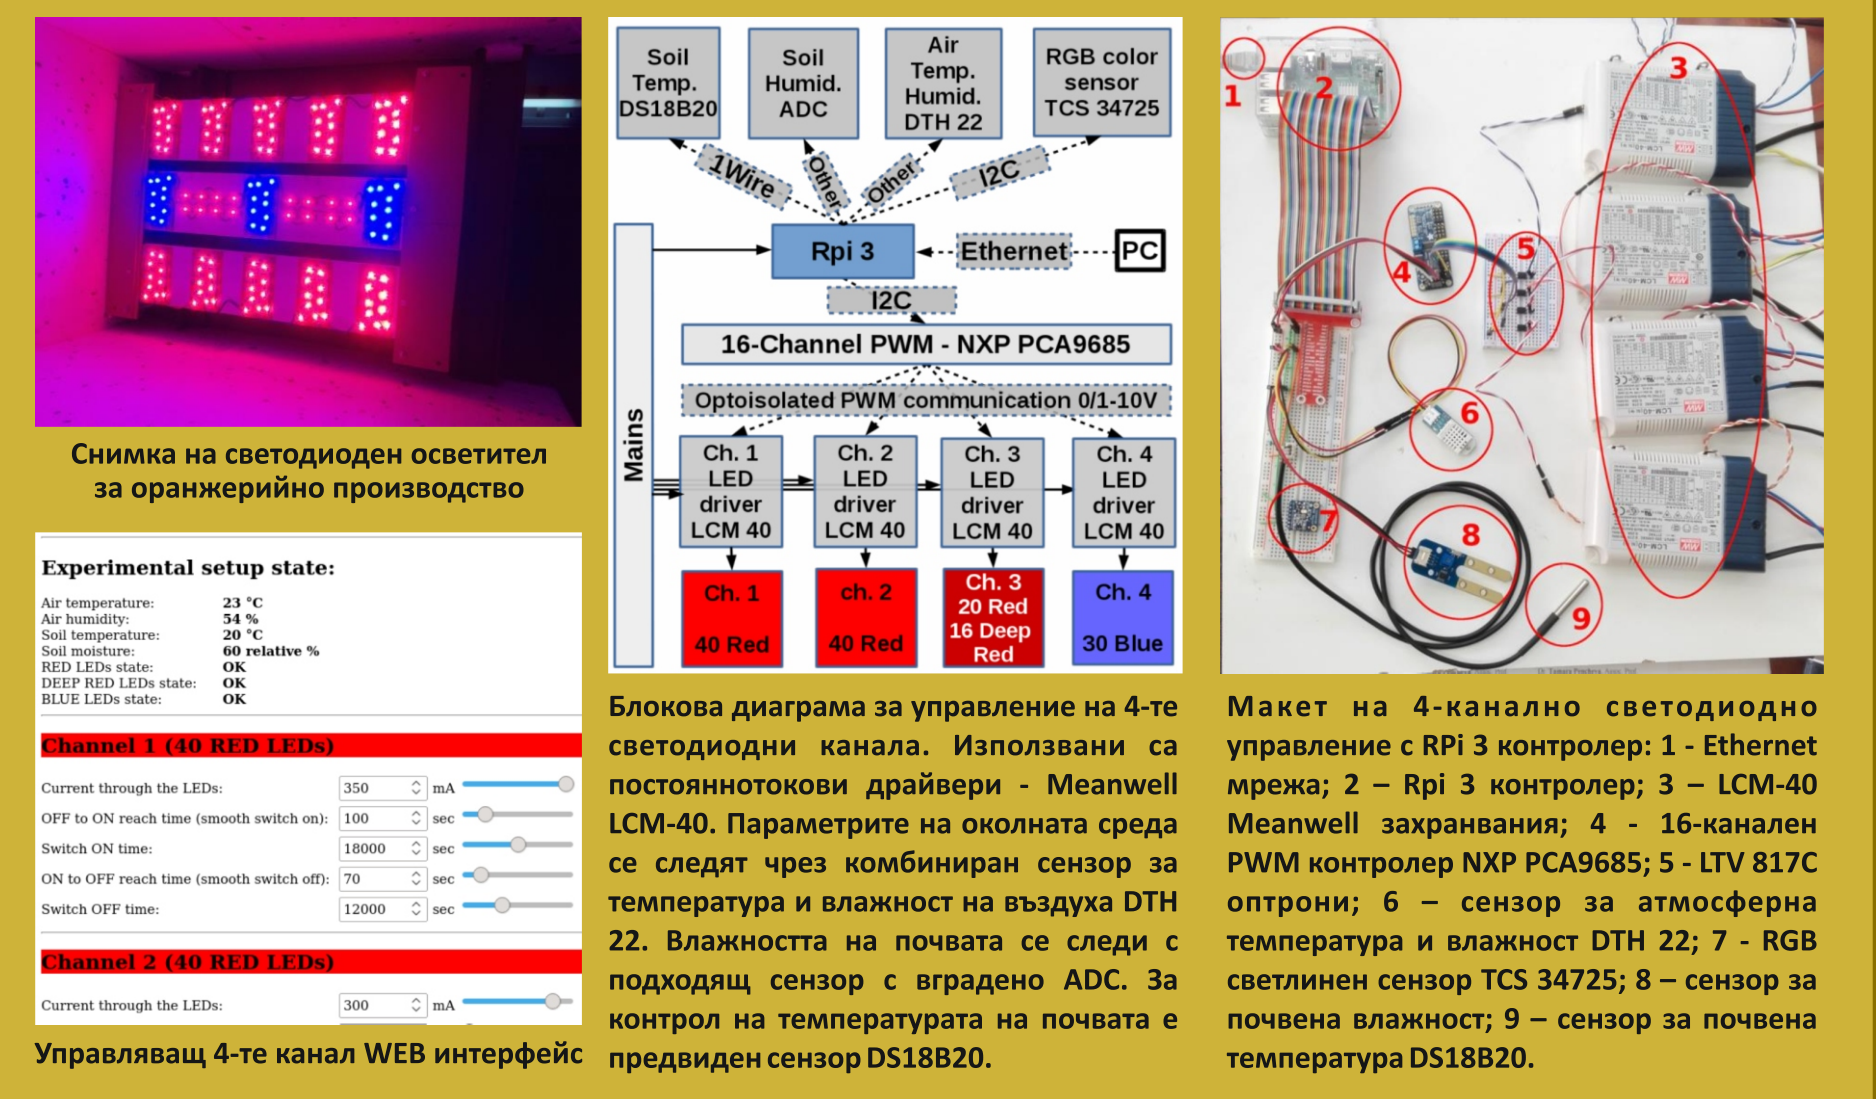 Снимка на светодиоден осветител
за оранжерийно производство
Experimental setup state:
Air temperature: 23 °C
Air humidity: 54 %
Soil temperature: 20 °C
Soil moisture: 60 relative %
RED LEDs state: OK
DEEP RED LEDs state: OK
BLUE LEDs state: OK
Channel 1 (40 RED LEDs)
Current through the LEDs: 350 mA
OFF to ON reach time (smooth switch on): 100 sec
Switch ON time: 18000 sec
ON to OFF reach time (smooth switch off): 70 sec
Switch OFF time: 12000 sec
Channel 2 (40 RED LEDs)
Current through the LEDs: 300 mA
Управляващ 4-те канал WEB интерфейс
Soil
Temp.
DS18B20
Soil
Humid.
ADC
Air
Temp.
Humid.
DTH 22
RGB color
sensor
TCS 34725
1Wire
Other
Other
I2C
Rpi 3
Ethernet
PC
I2C
16-Channel PWM - NXP PCA9685
Optoisolated PWM communication 0/1-10V
Mains
Ch. 1
LED
driver
LCM 40
Ch. 2
LED
driver
LCM 40
Ch. 3
LED
driver
LCM 40
Ch. 4
LED
driver
LCM 40
Ch. 1
40 Red
ch. 2
40 Red
Ch. 3
20 Red
16 Deep
Red
Ch. 4
30 Blue
Блокова диаграма за управление на 4-те
светодиодни канала. Използвани са
постояннотокови драйвери - Meanwell
LCM-40. Параметрите на околната среда
се следят чрез комбиниран сензор за
температура и влажност на въздуха DTH
22. Влажността на почвата се следи с
подходящ сензор с вградено ADC. За
контрол на температурата на почвата е
предвиден сензор DS18B20.
1
2
3
4
5
6
7
8
9
LCM-40
LCM-40
LCM-40
LCM-40
Макет на 4-канално светодиодно
управление с RPi 3 контролер: 1 - Ethernet
мрежа; 2 – Rpi 3 контролер; 3 – LCM-40
Meanwell захранвания; 4 - 16-канален
PWM контролер NXP PCA9685; 5 - LTV 817C
оптрони; 6 – сензор за атмосферна
температура и влажност DTH 22; 7 - RGB
светлинен сензор TCS 34725; 8 – сензор за
почвена влажност; 9 – сензор за почвена
температура DS18B20.